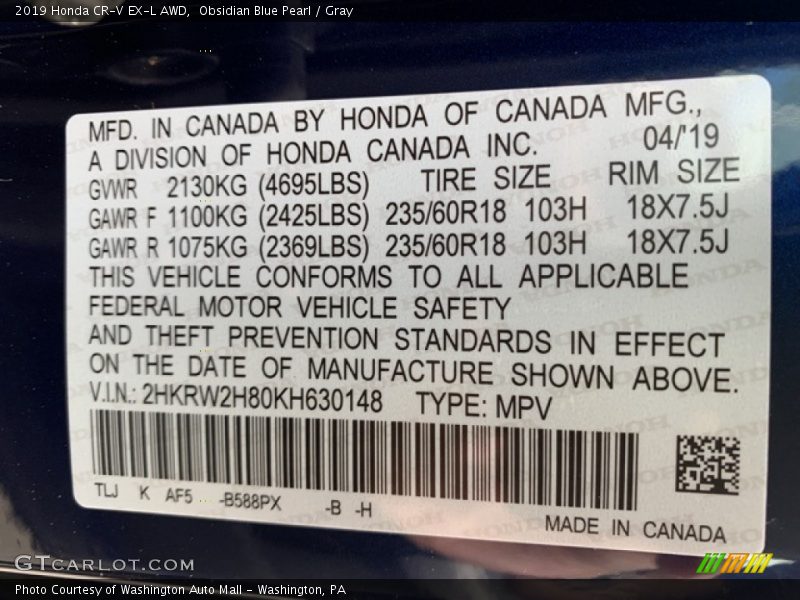 2019 Honda CR-V EX-L AWD, Obsidian Blue Pearl / Gray
MFD. IN CANADA BY HONDA OF CANADA MFG.,
A DIVISION OF HONDA CANADA INC. 04/'19
GVWR 2130KG (4695LBS) TIRE SIZE RIM SIZE
GAWR F 1100KG (2425LBS) 235/60R18 103H 18X7.5J
GAWR R 1075KG (2369LBS) 235/60R18 103H 18X7.5J
THIS VEHICLE CONFORMS TO ALL APPLICABLE
FEDERAL MOTOR VEHICLE SAFETY
AND THEFT PREVENTION STANDARDS IN EFFECT
ON THE DATE OF MANUFACTURE SHOWN ABOVE.
V.I.N.: 2HKRW2H80KH630148 TYPE: MPV
TLJ K AF5 -B588PX -B -H
MADE IN CANADA
GTCARLOT.COM
Photo Courtesy of Washington Auto Mall - Washington, PA